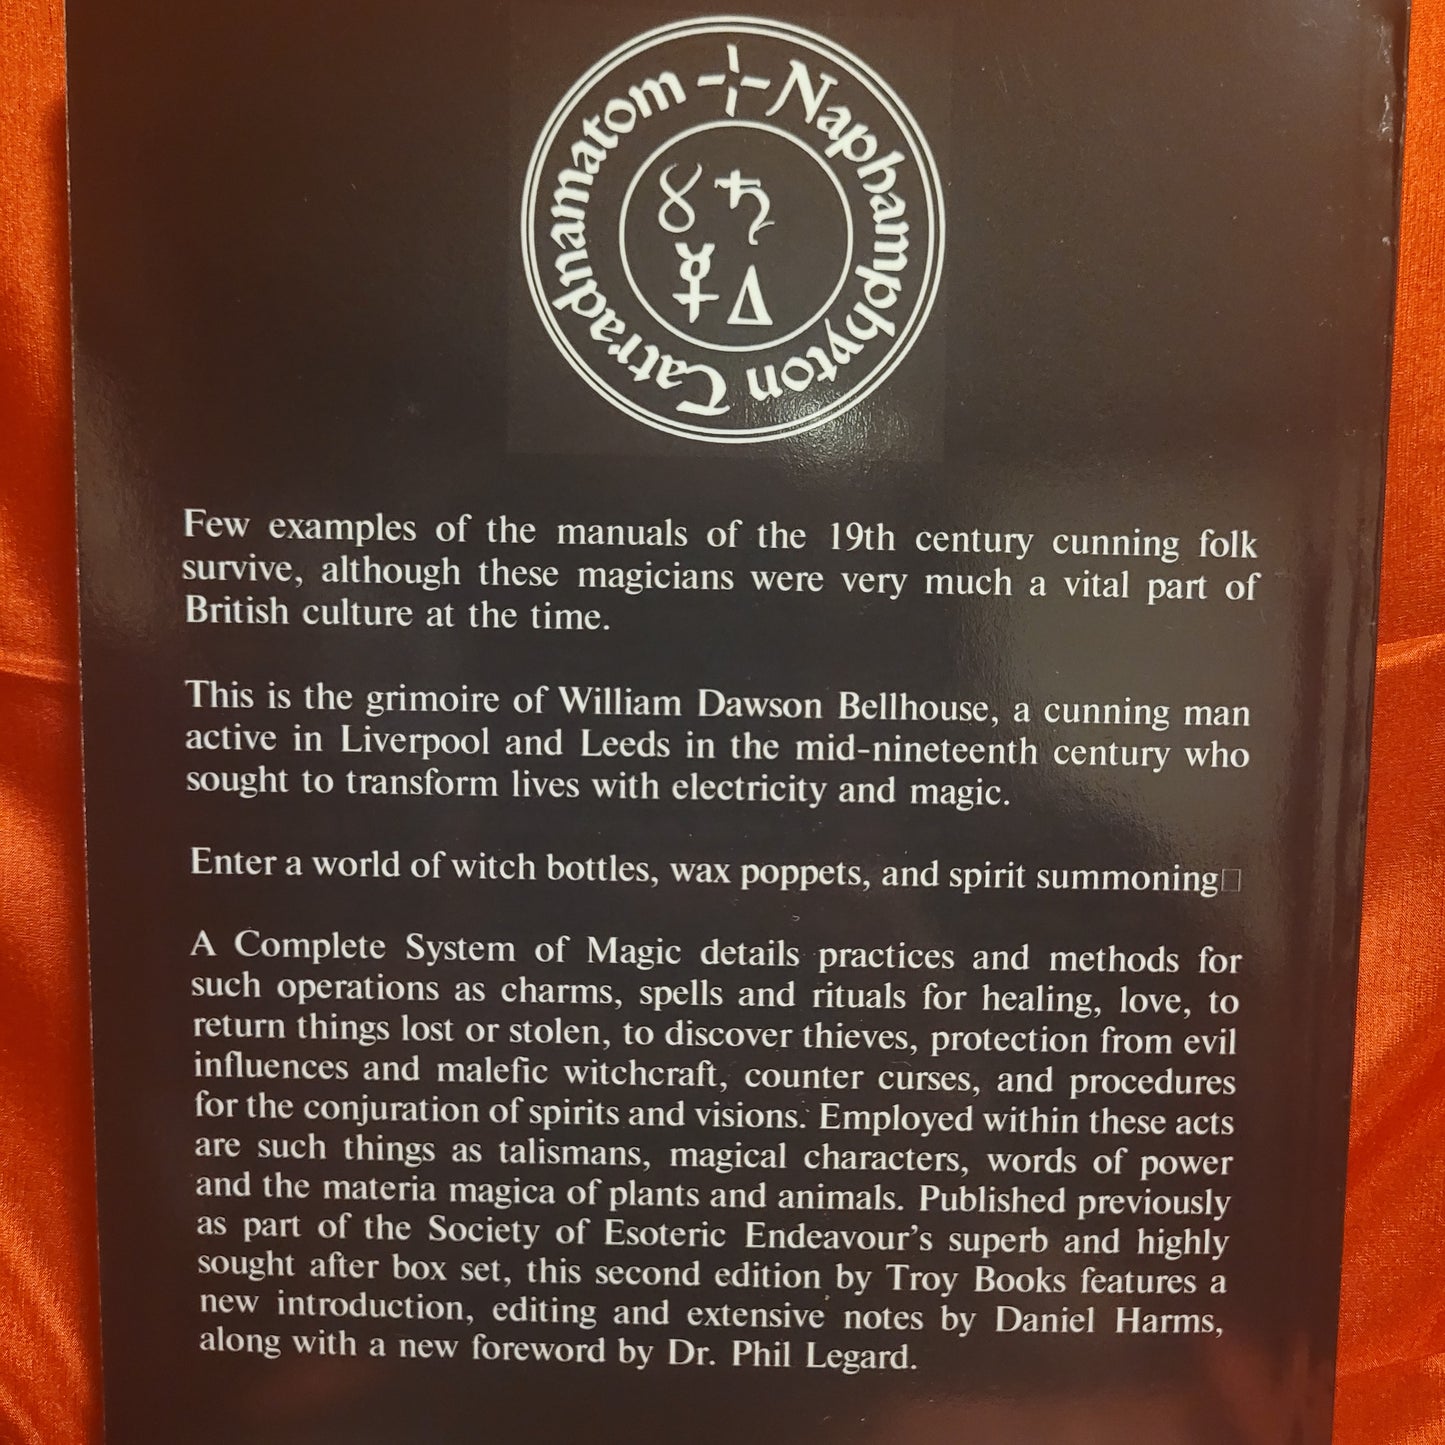 Naphamphyton Tatradnamatom
Few examples of the manuals of the 19th century cunning folk
survive, although these magicians were very much a vital part of
British culture at the time.
This is the grimoire of William Dawson Bellhouse, a cunning man
active in Liverpool and Leeds in the mid-nineteenth century who
sought to transform lives with electricity and magic.
Enter a world of witch bottles, wax poppets, and spirit summoning□
A Complete System of Magic details practices and methods for
such operations as charms, spells and rituals for healing, love, to
return things lost or stolen, to discover thieves, protection from evil
influences and malefic witchcraft, counter curses, and procedures
for the conjuration of spirits and visions. Employed within these acts
are such things as talismans, magical characters, words of power
and the materia magica of plants and animals. Published previously
as part of the Society of Esoteric Endeavour's superb and highly
sought after box set, this second edition by Troy Books features a
new introduction, editing and extensive notes by Daniel Harms,
along with a new foreword by Dr. Phil Legard.